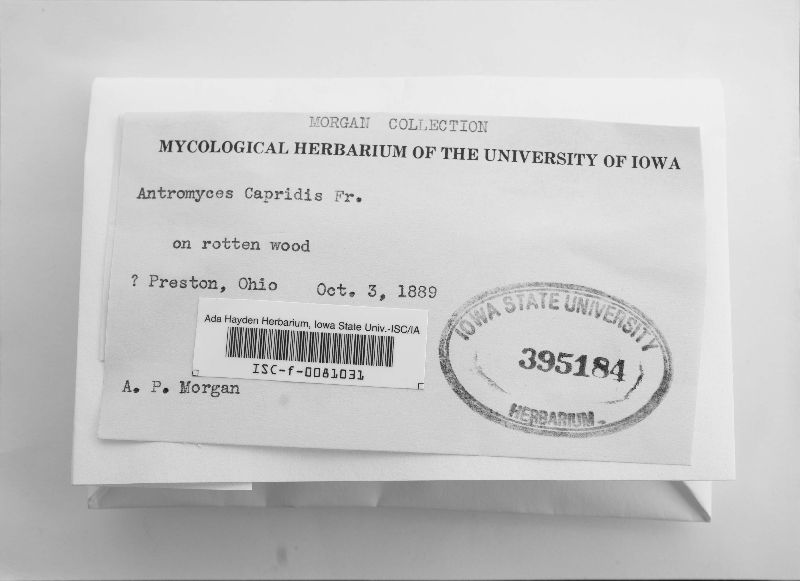 MORGAN COLLECTION
MYCOLOGICAL HERBARIUM OF THE UNIVERSITY OF IOWA
Antromyces Capridis Fr.
on rotten wood
? Preston, Ohio Oct. 3, 1889
Ada Hayden Herbarium, Iowa State Univ.-ISC/IA
ISC-f-0081031
A. P. Morgan
IOWA STATE UNIVERSITY
395184
HERBARIUM